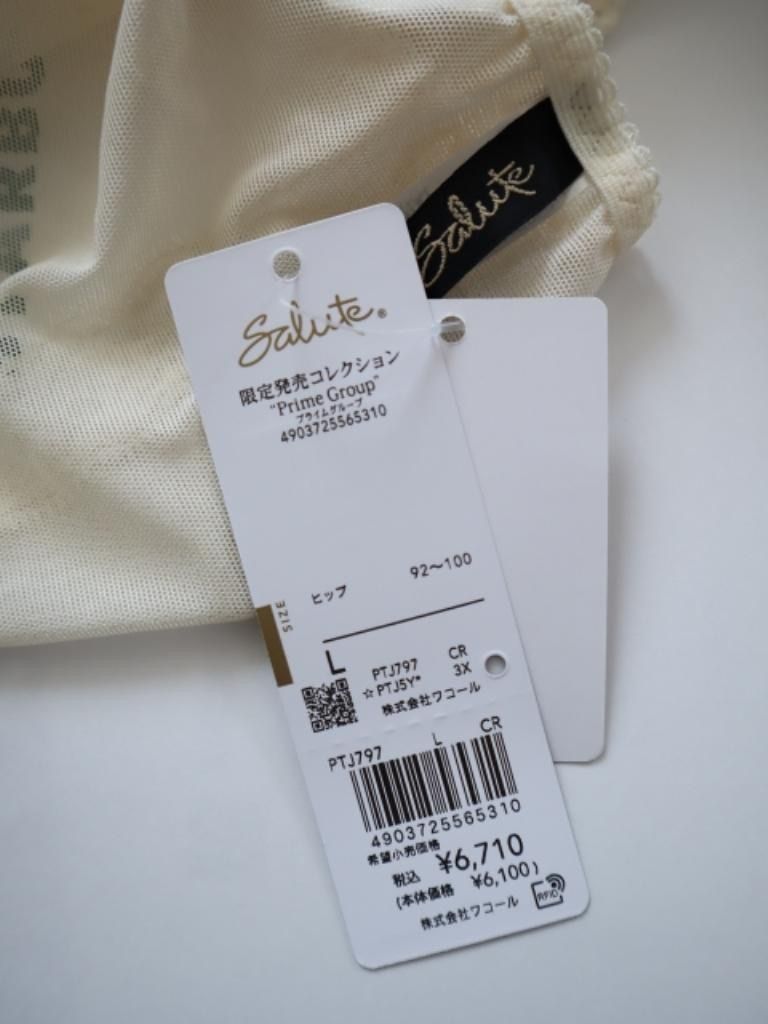 Salute
Salute®
限定発売コレクション
"Prime Group"
プライムグループ
4903725565310
ヒップ 92～100
SIZE
L
PTJ797 CR
☆PTJ5Y* 3X
株式会社ワコール
PTJ797 L CR
4903725565310
希望小売価格
税込 ¥6,710
(本体価格 ¥6,100)
株式会社ワコール
RFID